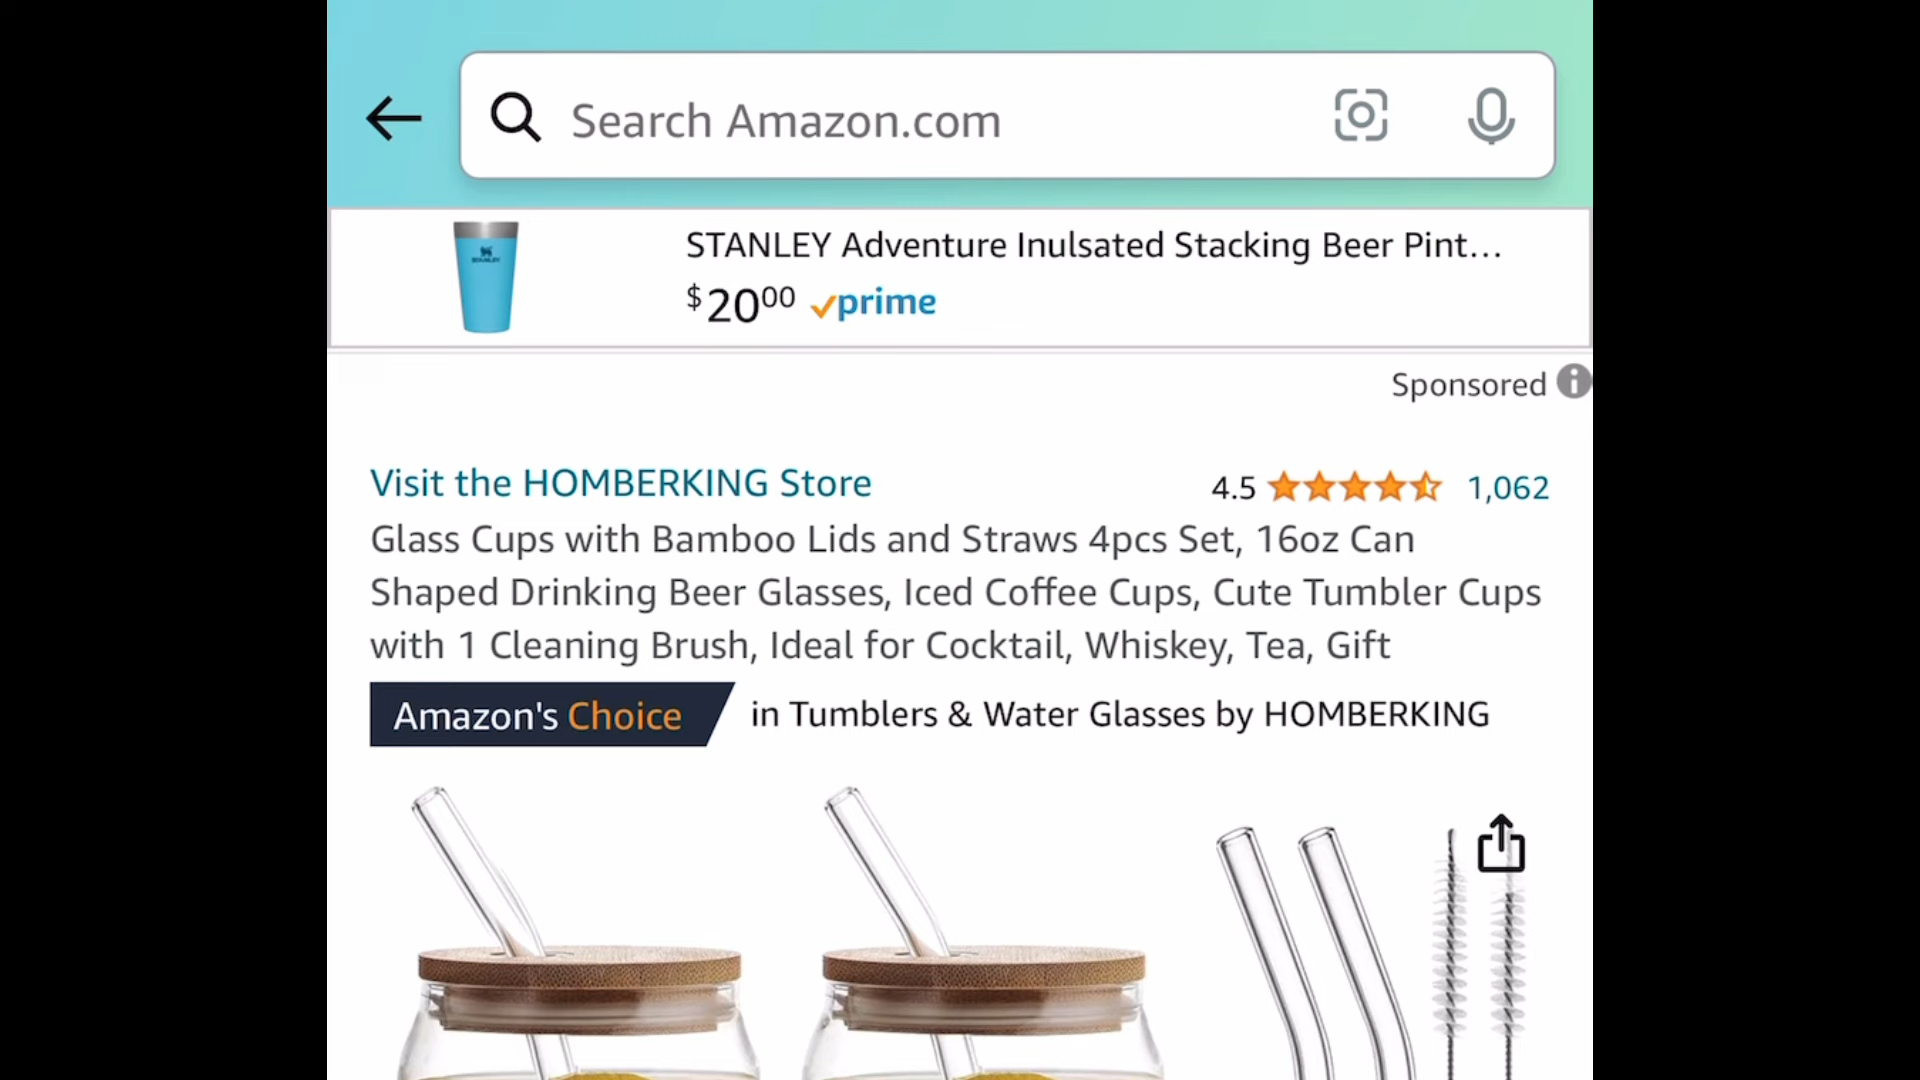 Search Amazon.com
STANLEY Adventure Inulsated Stacking Beer Pint...
$2000 prime
STANLEY
Sponsored
Visit the HOMBERKING Store
4.5 1,062
Glass Cups with Bamboo Lids and Straws 4pcs Set, 16oz Can
Shaped Drinking Beer Glasses, Iced Coffee Cups, Cute Tumbler Cups
with 1 Cleaning Brush, Ideal for Cocktail, Whiskey, Tea, Gift
Amazon's Choice in Tumblers & Water Glasses by HOMBERKING